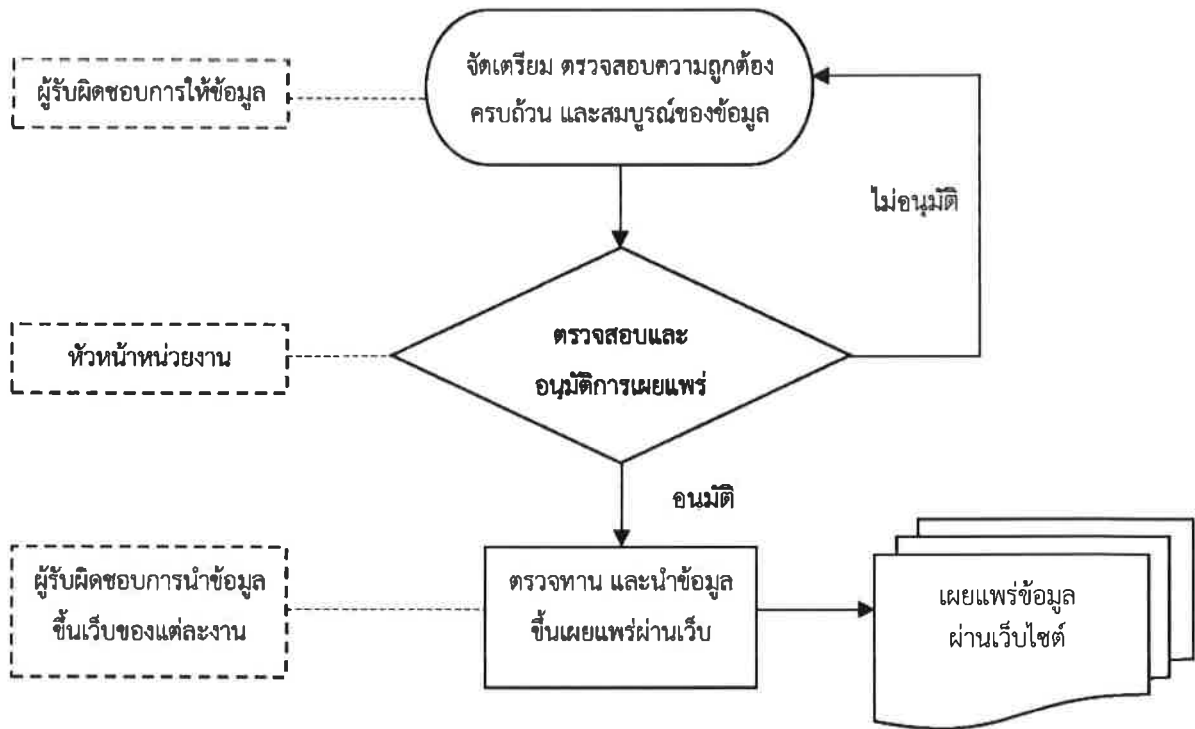 ผู้รับผิดชอบการให้ข้อมูล
จัดเตรียม ตรวจสอบความถูกต้อง
ครบถ้วน และสมบูรณ์ของข้อมูล
ไม่อนุมัติ
หัวหน้าหน่วยงาน
ตรวจสอบและ
อนุมัติการเผยแพร่
อนมัติ
ผู้รับผิดชอบการนำข้อมูล
ขึ้นเว็บของแต่ละงาน
ตรวจทาน และนำข้อมูล
ขึ้นเผยแพร่ผ่านเว็บ
เผยแพร่ข้อมูล
ผ่านเว็บไซต์